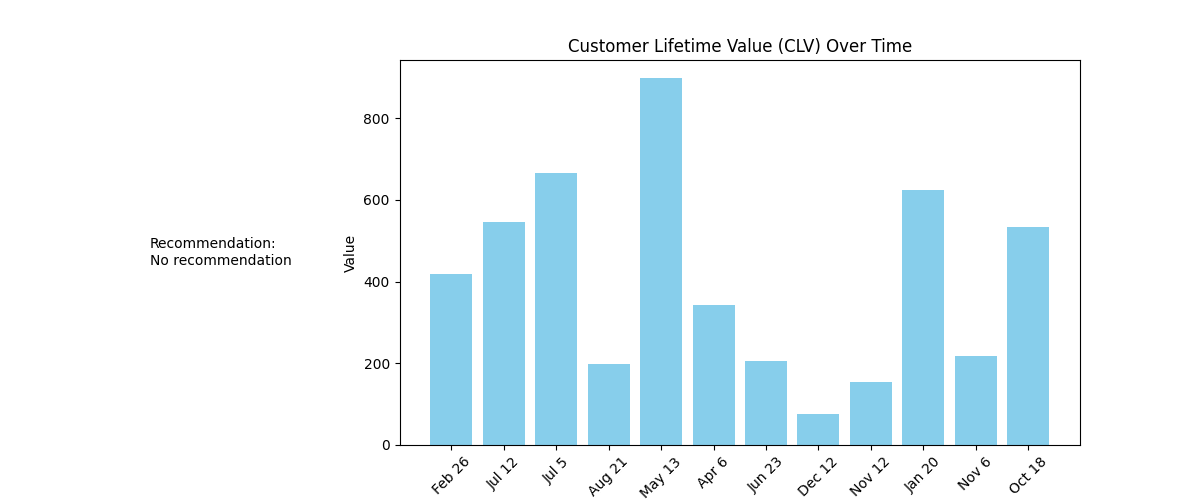 Customer Lifetime Value (CLV) Over Time
Recommendation:
No recommendation
Value
800
600
400
200
0
Feb 26
Jul 12
Jul 5
Aug 21
May 13
Apr 6
Jun 23
Dec 12
Nov 12
Jan 20
Nov 6
Oct 18